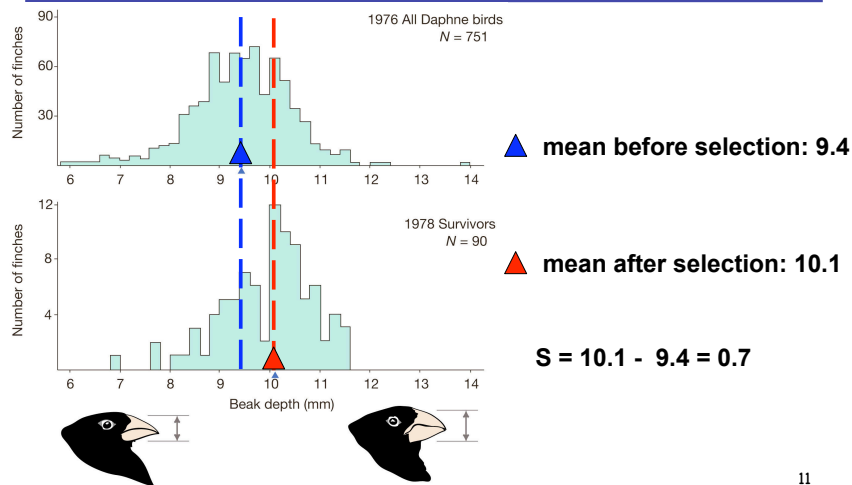 1976 All Daphne birds
N = 751
Number of finches
90
60
30
6 7 8 9 10 11 12 13 14
mean before selection: 9.4
1978 Survivors
N = 90
Number of finches
12
8
4
6 7 8 9 10 11 12 13 14
Beak depth (mm)
mean after selection: 10.1
S = 10.1 - 9.4 = 0.7
11